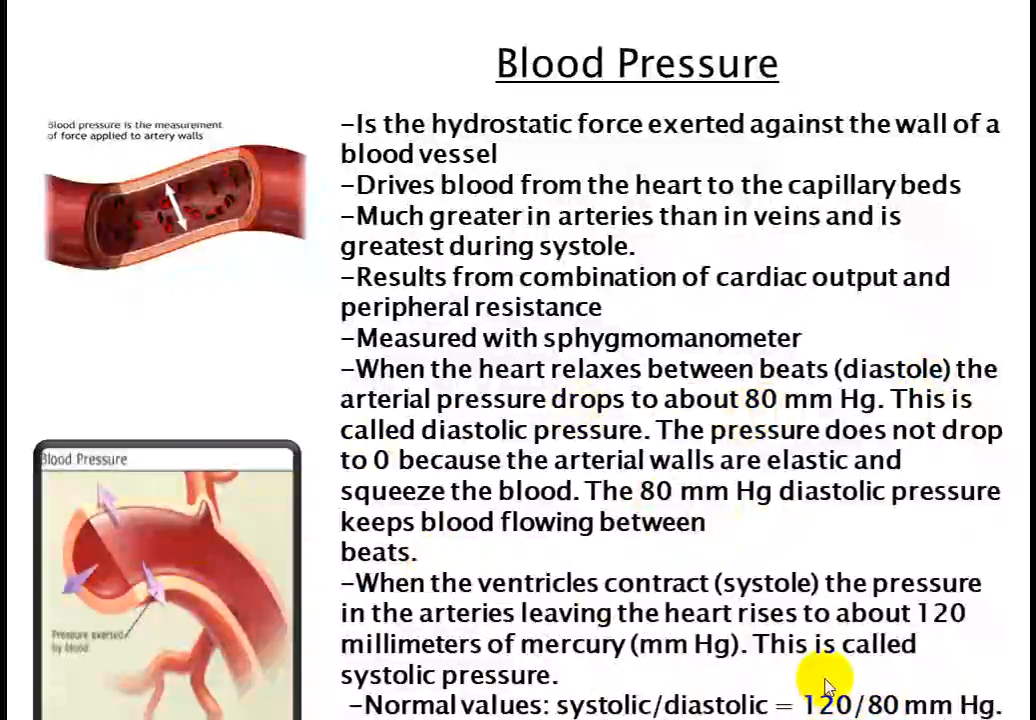 Blood Pressure
Blood pressure is the measurement
of force applied to artery walls
-Is the hydrostatic force exerted against the wall of a
blood vessel
-Drives blood from the heart to the capillary beds
-Much greater in arteries than in veins and is
greatest during systole.
-Results from combination of cardiac output and
peripheral resistance
-Measured with sphygmomanometer
-When the heart relaxes between beats (diastole) the
arterial pressure drops to about 80 mm Hg. This is
called diastolic pressure. The pressure does not drop
to 0 because the arterial walls are elastic and
squeeze the blood. The 80 mm Hg diastolic pressure
keeps blood flowing between
beats.
-When the ventricles contract (systole) the pressure
in the arteries leaving the heart rises to about 120
millimeters of mercury (mm Hg). This is called
systolic pressure.
-Normal values: systolic/diastolic = 120/80 mm Hg.
Blood Pressure
Pressure exerted
by blood